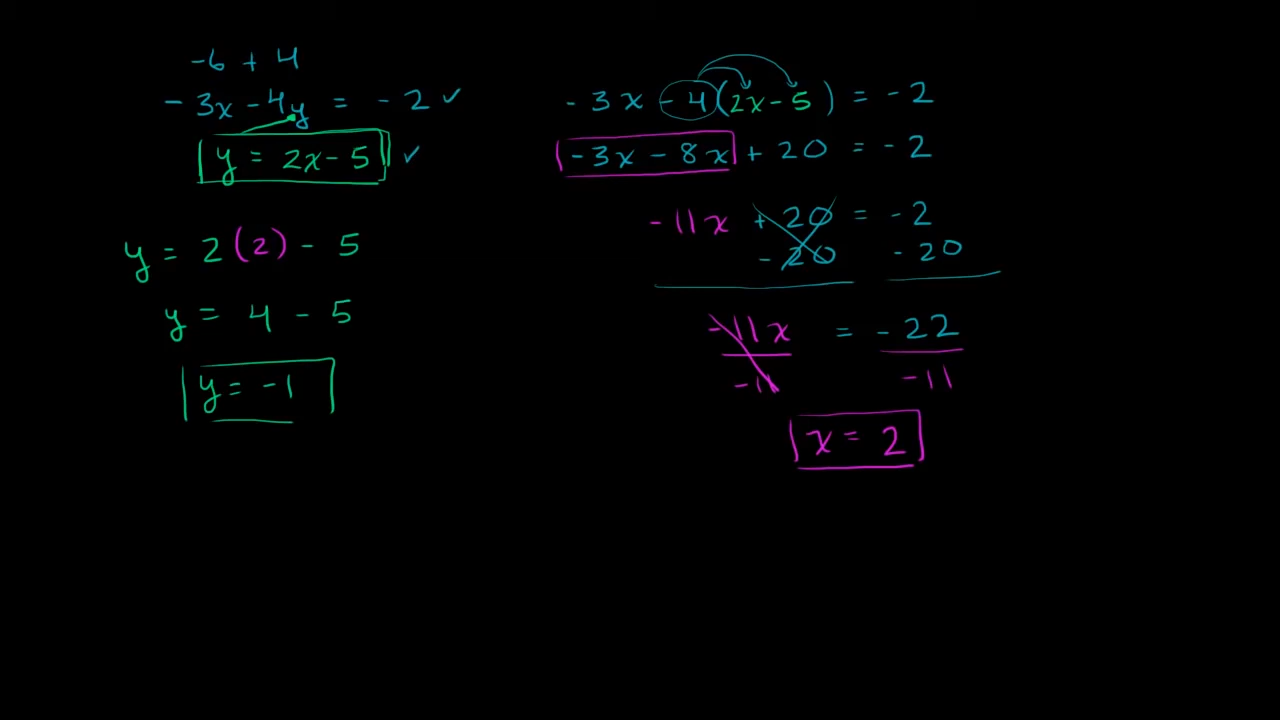 -6 + 4
-3x - 4y = -2 ✓
y = 2x - 5 ✓
y = 2(2) - 5
y = 4 - 5
y = -1
-3x - 4(2x - 5) = -2
-3x - 8x + 20 = -2
-11x + 20 = -2
- 20 - 20
-11x = -22
-11 -11
x = 2